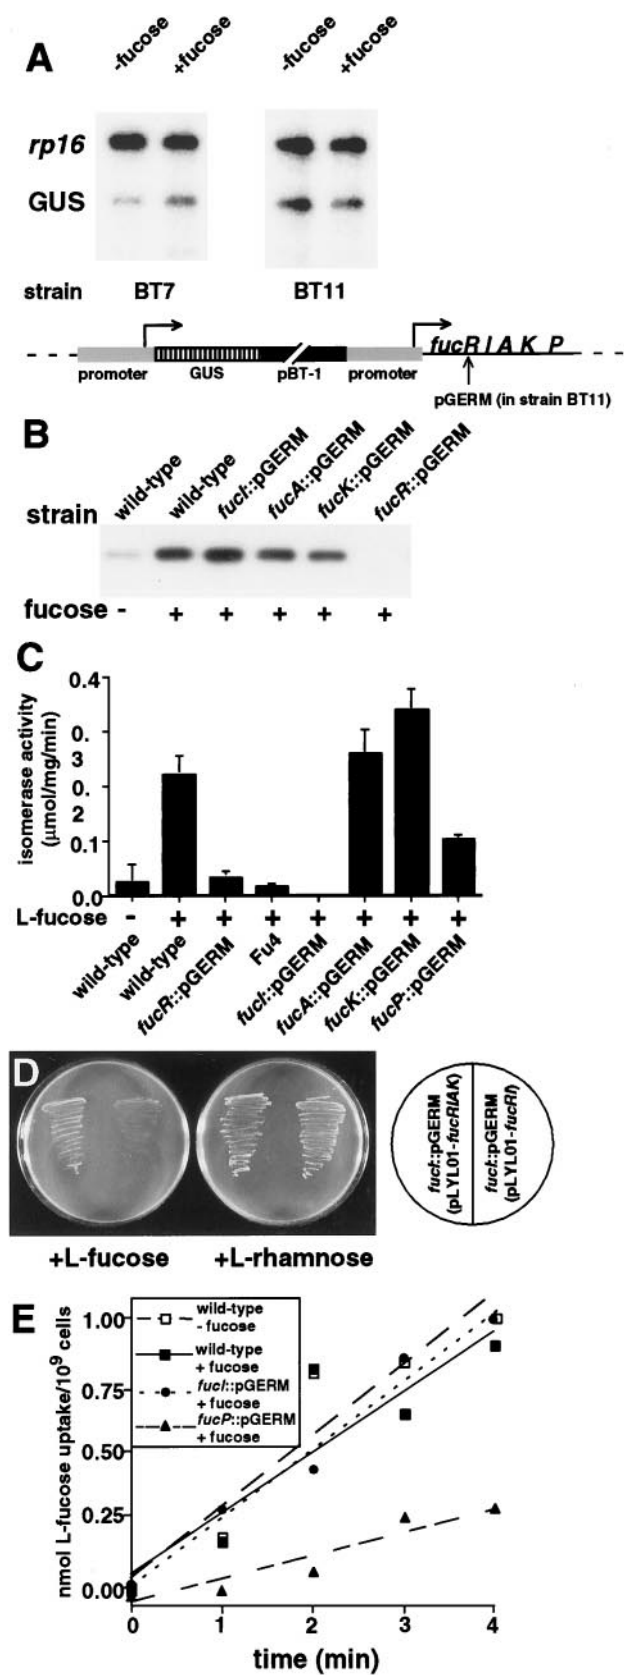 A
-fucose
+fucose
-fucose
+fucose
rp16
GUS
strain BT7 BT11
fucR I A K P
promoter GUS pBT-1 promoter
pGERM (in strain BT11)
B
strain
wild-type
wild-type
fucI::pGERM
fucA::pGERM
fucK::pGERM
fucR::pGERM
fucose - + + + + +
C
isomerase activity
(μmol/mg/min)
0.4
0.
3
0.
2
0.1
0.0
L-fucose - + + + + + + +
wild-type
wild-type
fucR::pGERM
Fu4
fucI::pGERM
fucA::pGERM
fucK::pGERM
fucP::pGERM
D
+L-fucose +L-rhamnose
fucI::pGERM
(pLYL01-fucRIAK)
fucI::pGERM
(pLYL01-fucRI)
E
nmol L-fucose uptake/10⁹ cells
1.00
0.75
0.50
0.25
0.00
wild-type
- fucose
wild-type
+ fucose
fucI::pGERM
+ fucose
fucP::pGERM
+ fucose
0 1 2 3 4
time (min)